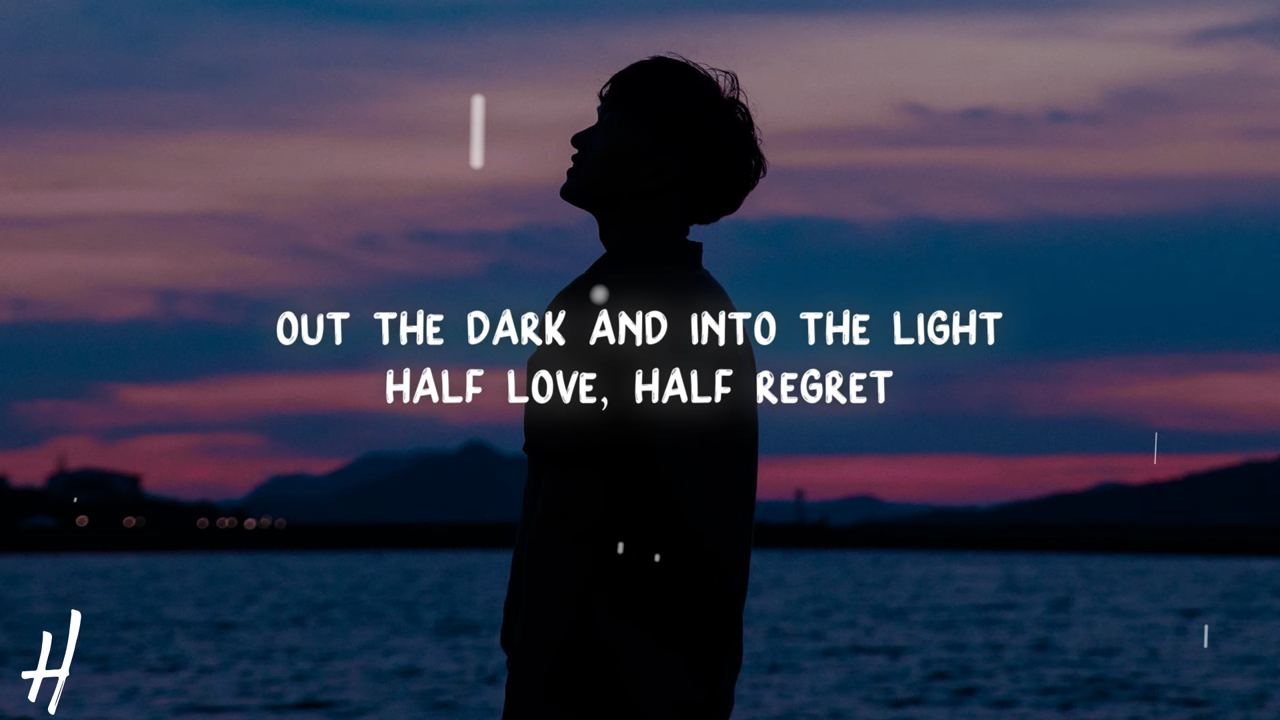 OUT THE DARK AND INTO THE LIGHT
HALF LOVE, HALF REGRET
H